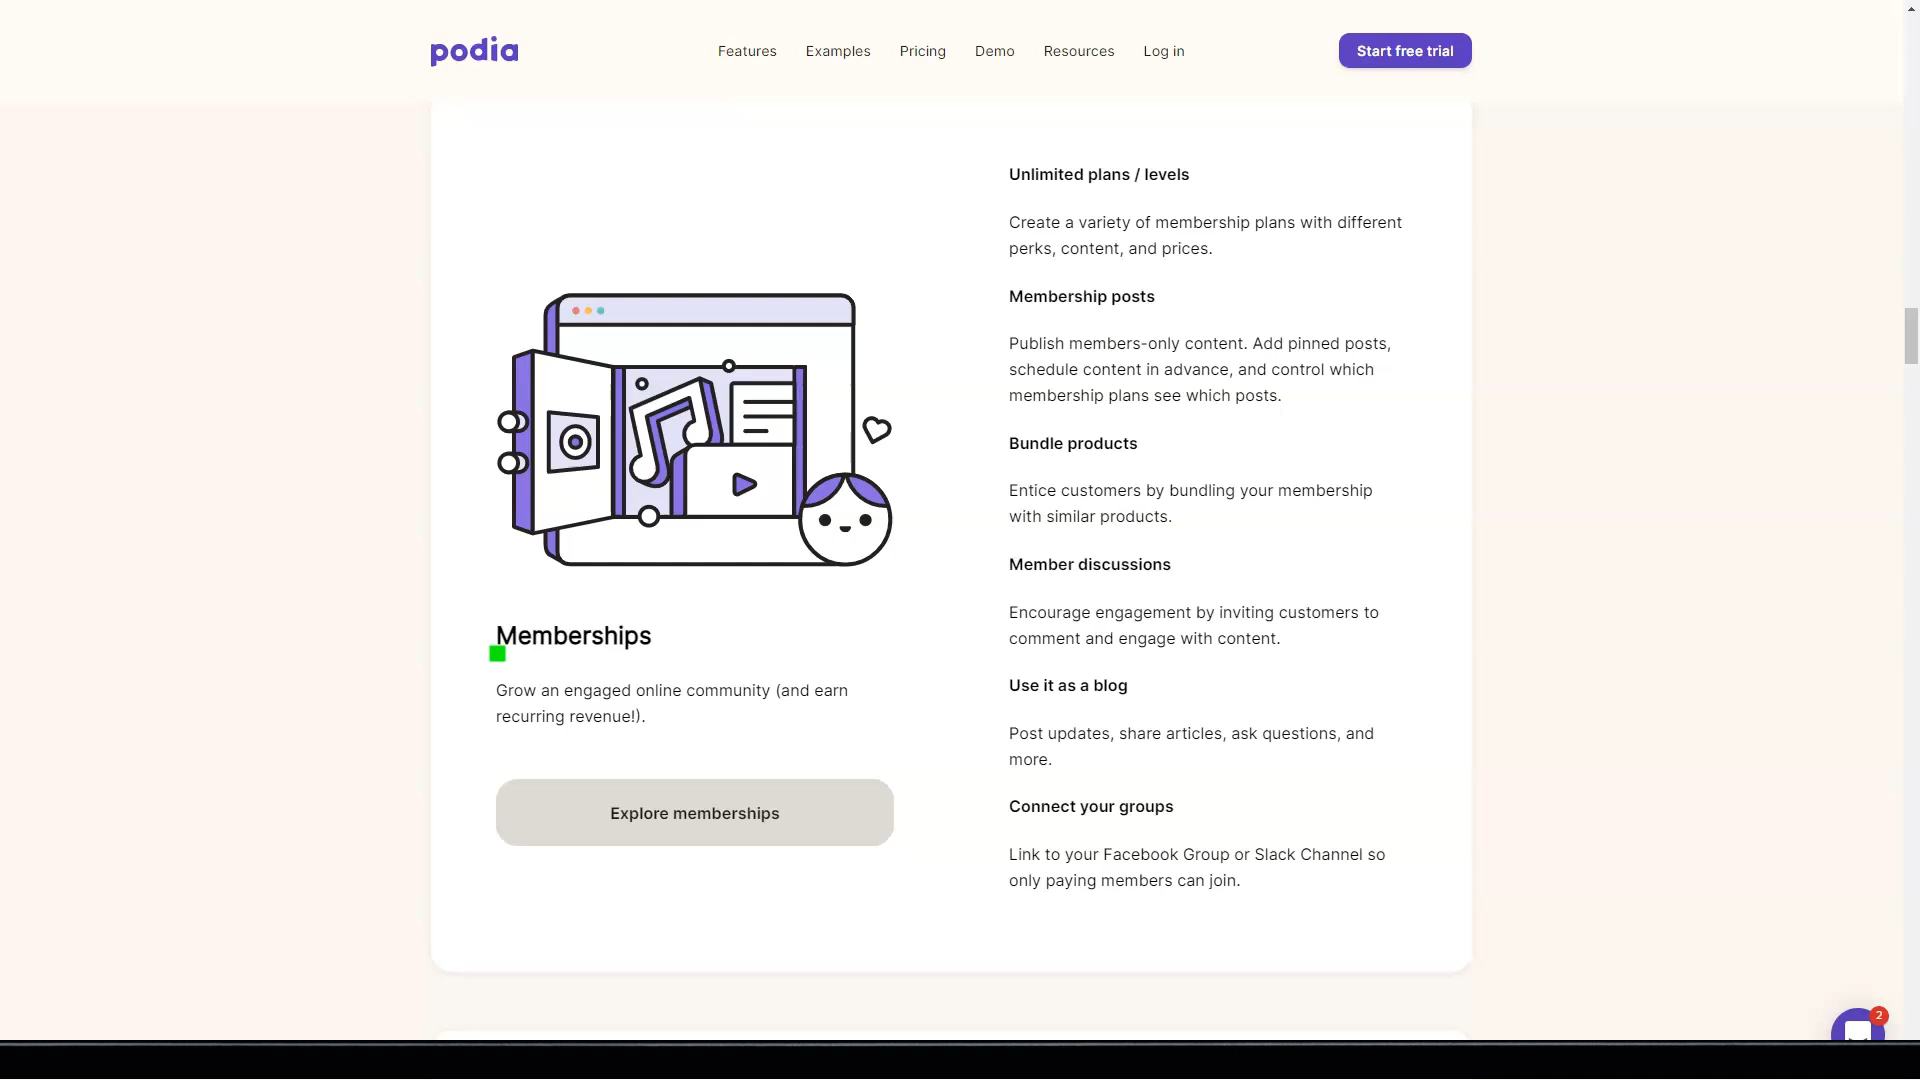 podia
Features
Examples
Pricing
Demo
Resources
Log in
Start free trial
Memberships
Grow an engaged online community (and earn
recurring revenue!).
Explore memberships
Unlimited plans / levels
Create a variety of membership plans with different
perks, content, and prices.
Membership posts
Publish members-only content. Add pinned posts,
schedule content in advance, and control which
membership plans see which posts.
Bundle products
Entice customers by bundling your membership
with similar products.
Member discussions
Encourage engagement by inviting customers to
comment and engage with content.
Use it as a blog
Post updates, share articles, ask questions, and
more.
Connect your groups
Link to your Facebook Group or Slack Channel so
only paying members can join.
2